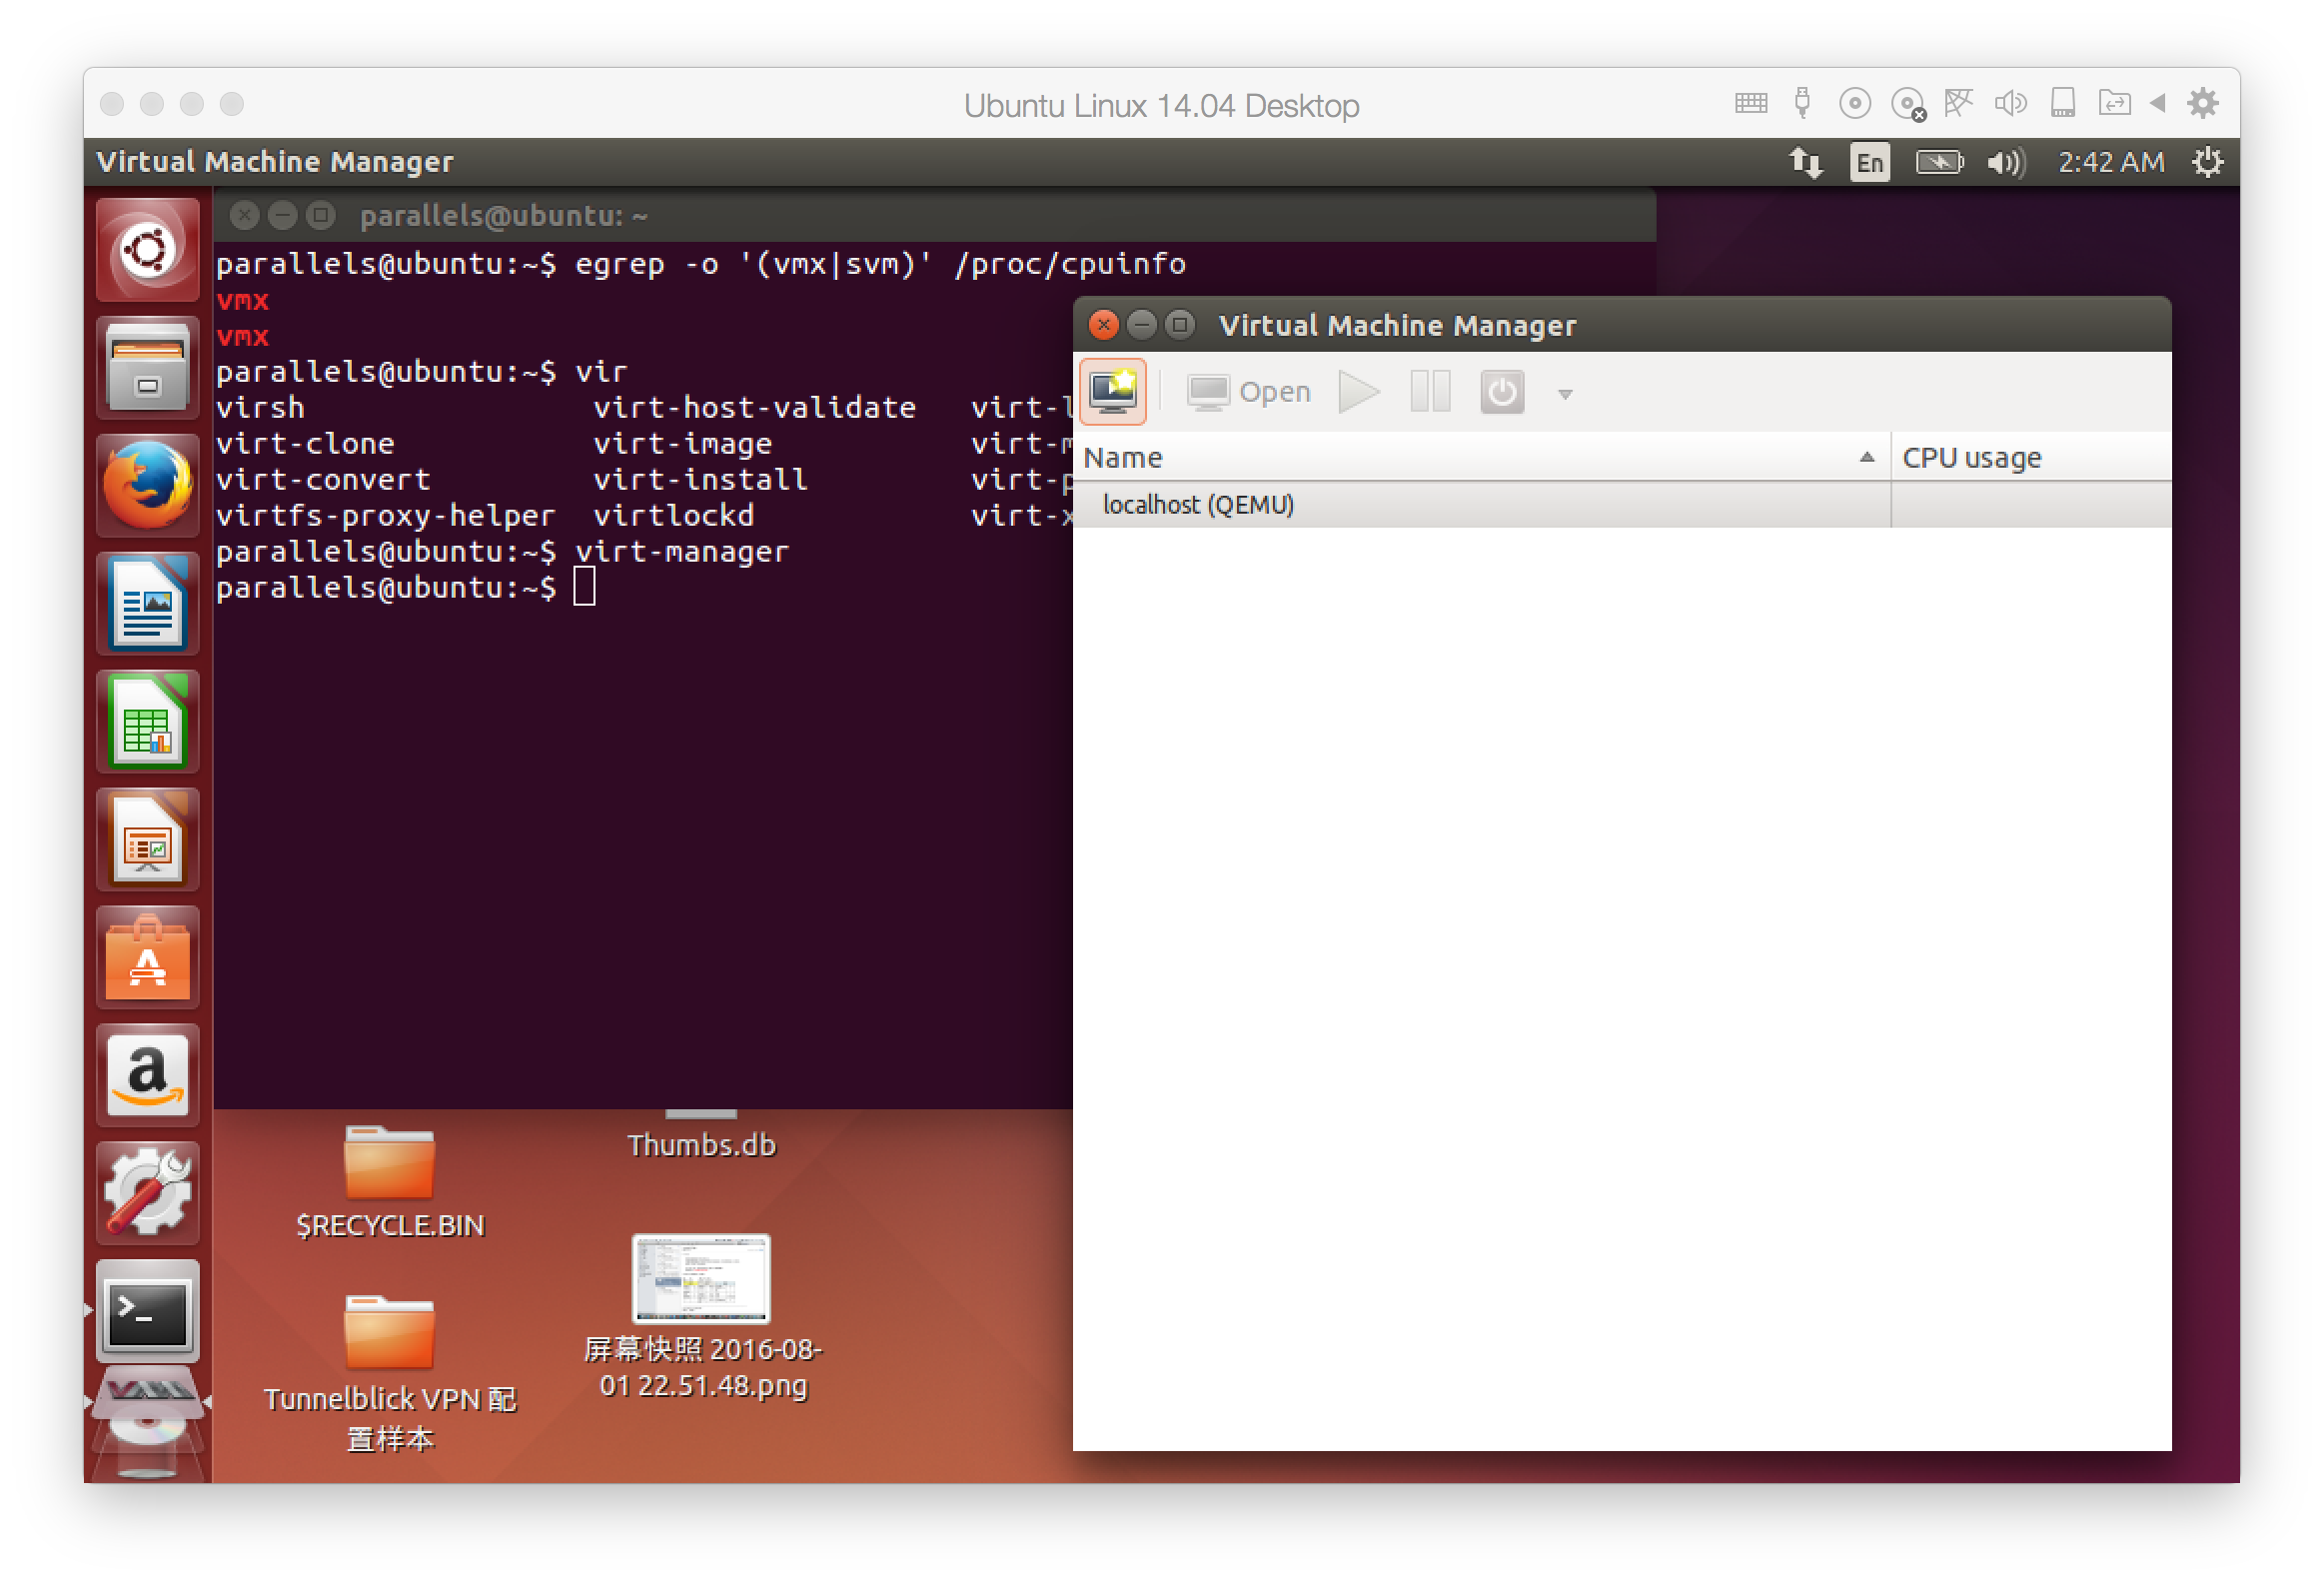 Ubuntu Linux 14.04 Desktop
Virtual Machine Manager
En
2:42 AM
parallels@ubuntu: ~
parallels@ubuntu:~$ egrep -o '(vmx|svm)' /proc/cpuinfo
vmx
vmx
parallels@ubuntu:~$ vir
virsh virt-host-validate virt-l
virt-clone virt-image virt-m
virt-convert virt-install virt-p
virtfs-proxy-helper virtlockd virt-x
parallels@ubuntu:~$ virt-manager
parallels@ubuntu:~$
Virtual Machine Manager
Open
Name
CPU usage
localhost (QEMU)
Thumbs.db
$RECYCLE.BIN
屏幕快照 2016-08-
01 22.51.48.png
Tunnelblick VPN 配
置样本